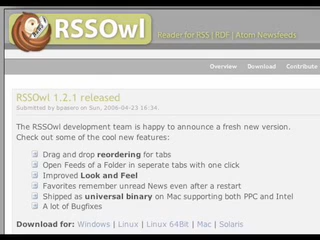 RSSOwl
Reader for RSS | RDF | Atom Newsfeeds
Overview Download Contribute
RSSOwl 1.2.1 released
Submitted by bpasero on Sun, 2006-04-23 16:34.
The RSSOwl development team is happy to announce a fresh new version.
Check out some of the cool new features:
Drag and drop reordering for tabs
Open Feeds of a Folder in seperate tabs with one click
Improved Look and Feel
Favorites remember unread News even after a restart
Shipped as universal binary on Mac supporting both PPC and Intel
A lot of Bugfixes
Download for: Windows | Linux | Linux 64Bit | Mac | Solaris